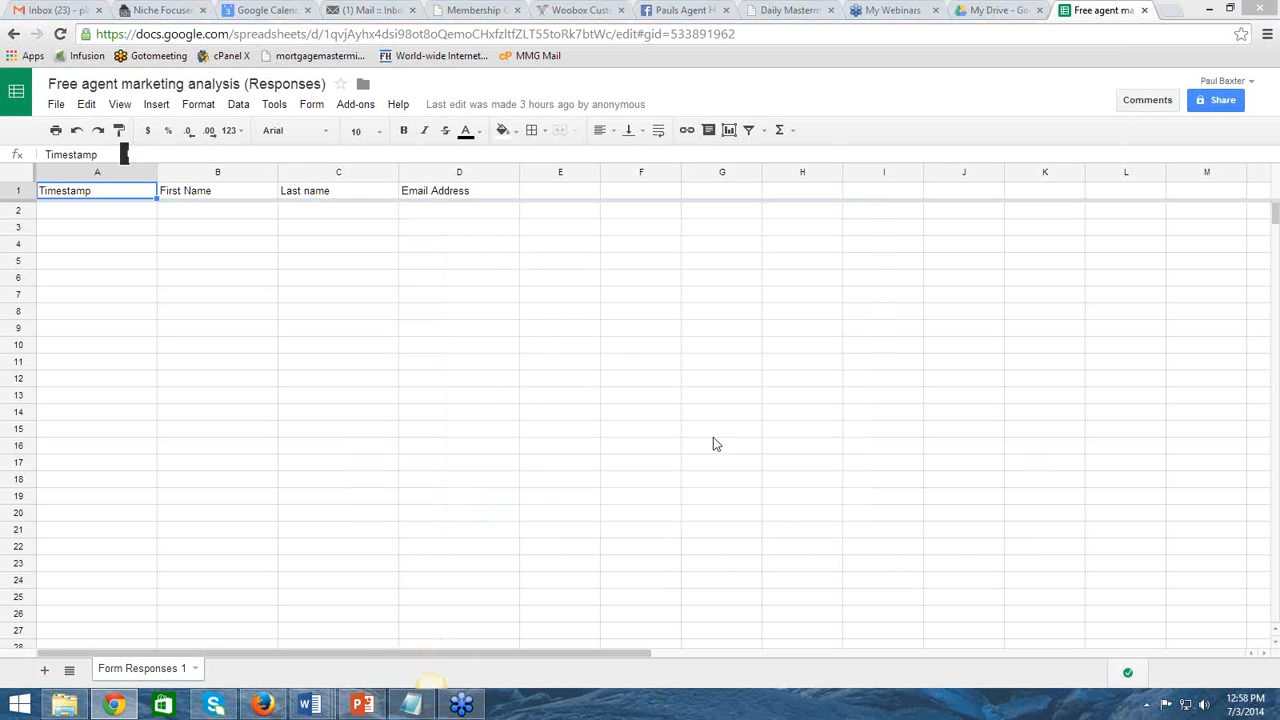 Inbox (23) - pb
Niche Focuse
Google Calend
(1) Mail :: Inbo
Membership C
Woobox Cust
Pauls Agent H
Daily Masterm
My Webinars
My Drive - Go
Free agent ma
https://docs.google.com/spreadsheets/d/1qvjAyhx4dsi98ot8oQemoCHxfzltfZLT55toRk7btWc/edit#gid=533891962
Apps Infusion Gotomeeting cPanel X mortgagemastermi... World-wide Internet... MMG Mail
Free agent marketing analysis (Responses)
Paul Baxter
File Edit View Insert Format Data Tools Form Add-ons Help Last edit was made 3 hours ago by anonymous
Comments Share
$ % .0 .00 123 Arial 10 B I S A Σ
fx Timestamp
A B C D E F G H I J K L M
1 Timestamp First Name Last name Email Address
2
3
4
5
6
7
8
9
10
11
12
13
14
15
16
17
18
19
20
21
22
23
24
25
26
27
28
+ Form Responses 1
12:58 PM
7/3/2014